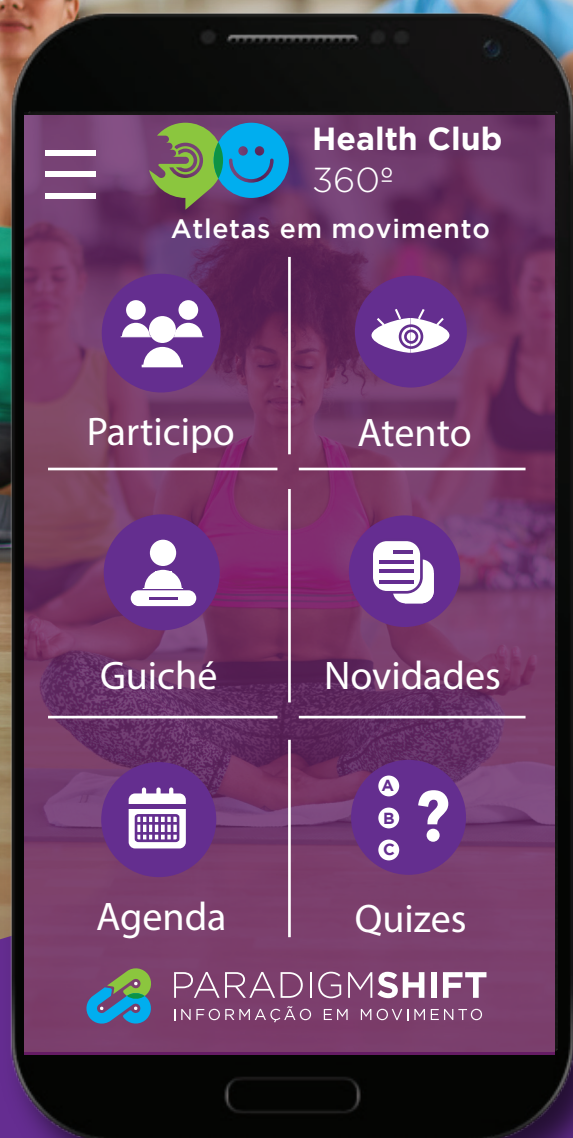 Health Club
360º
Atletas em movimento
Participo
Atento
Guiché
Novidades
Agenda
A
B
C
?
Quizes
PARADIGMSHIFT
INFORMAÇÃO EM MOVIMENTO